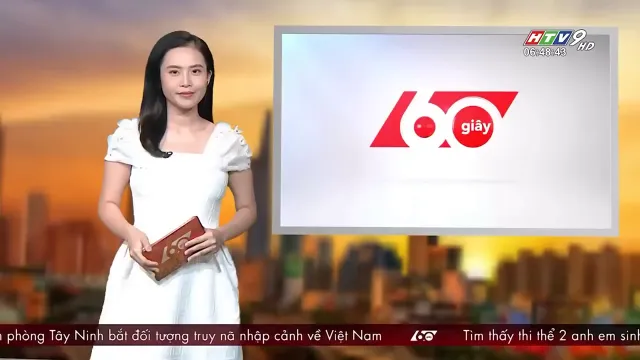 HTV9 HD
06:48:43
60 giây
n phòng Tây Ninh bắt đối tượng truy nã nhập cảnh về Việt Nam 60 Tìm thấy thi thể 2 anh em sinh